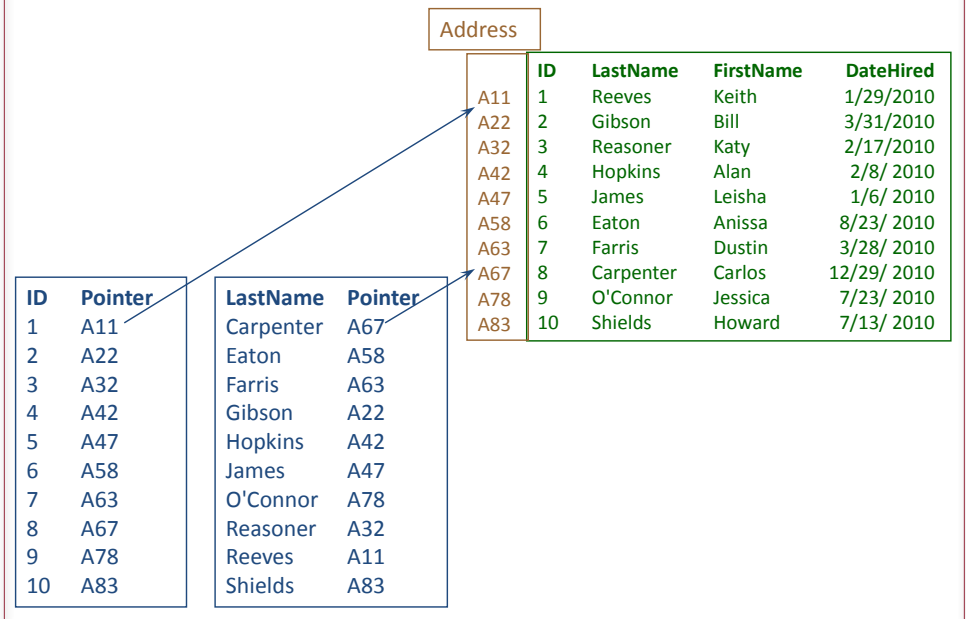 Address
ID LastName FirstName DateHired
A11 1 Reeves Keith 1/29/2010
A22 2 Gibson Bill 3/31/2010
A32 3 Reasoner Katy 2/17/2010
A42 4 Hopkins Alan 2/8/ 2010
A47 5 James Leisha 1/6/ 2010
A58 6 Eaton Anissa 8/23/ 2010
A63 7 Farris Dustin 3/28/ 2010
A67 8 Carpenter Carlos 12/29/ 2010
A78 9 O'Connor Jessica 7/23/ 2010
A83 10 Shields Howard 7/13/ 2010
ID Pointer
1 A11
2 A22
3 A32
4 A42
5 A47
6 A58
7 A63
8 A67
9 A78
10 A83
LastName Pointer
Carpenter A67
Eaton A58
Farris A63
Gibson A22
Hopkins A42
James A47
O'Connor A78
Reasoner A32
Reeves A11
Shields A83